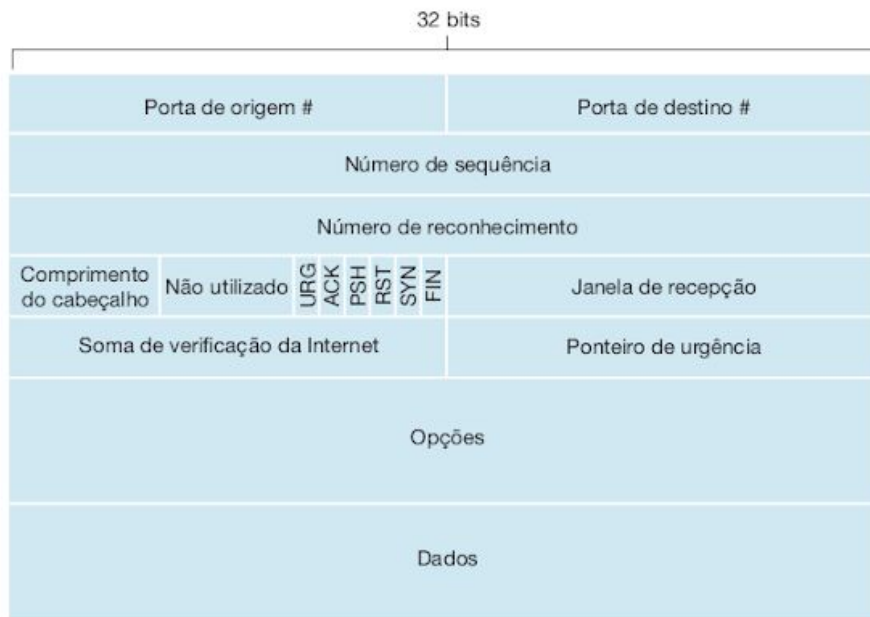 32 bits
Porta de origem #
Porta de destino #
Número de sequência
Número de reconhecimento
Comprimento
do cabeçalho
Não utilizado
URG
ACK
PSH
RST
SYN
FIN
Janela de recepção
Soma de verificação da Internet
Ponteiro de urgência
Opções
Dados